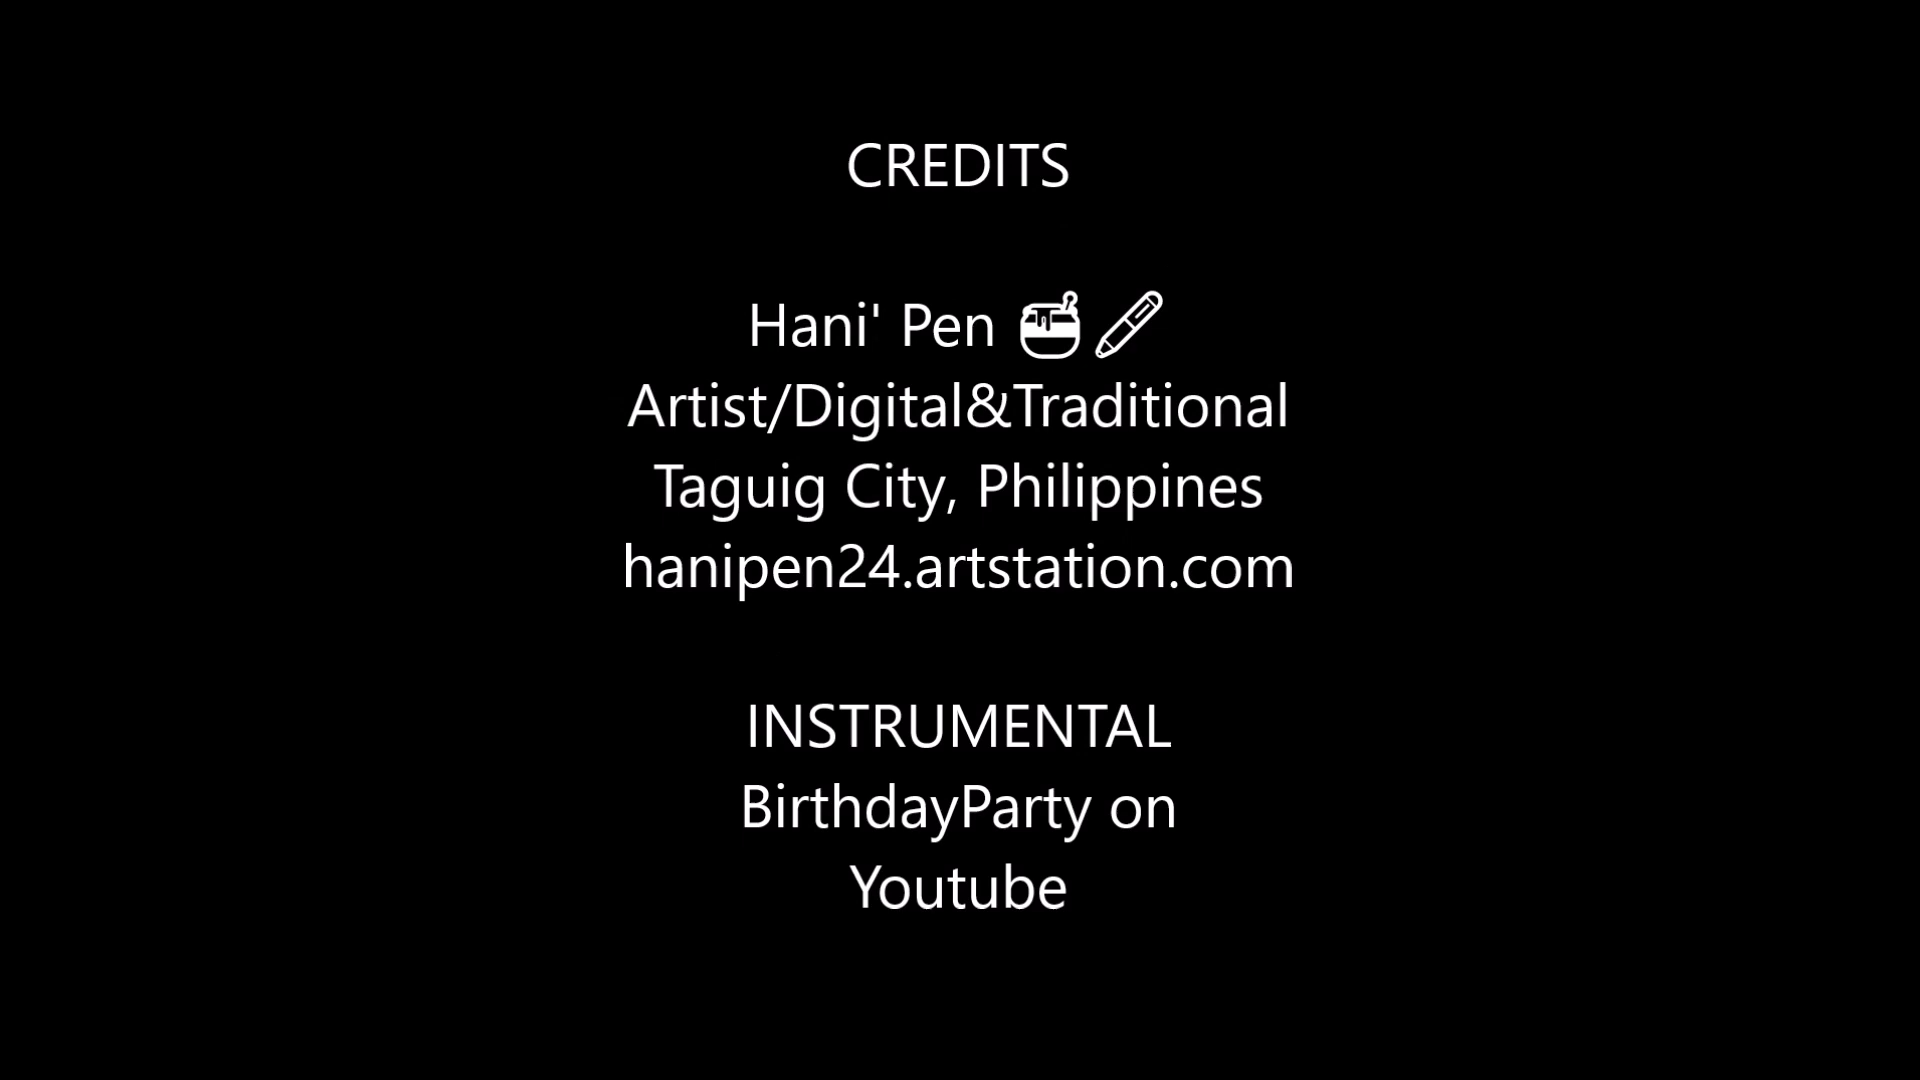 CREDITS
Hani' Pen 🍯🖊
Artist/Digital&Traditional
Taguig City, Philippines
hanipen24.artstation.com
INSTRUMENTAL
BirthdayParty on
Youtube